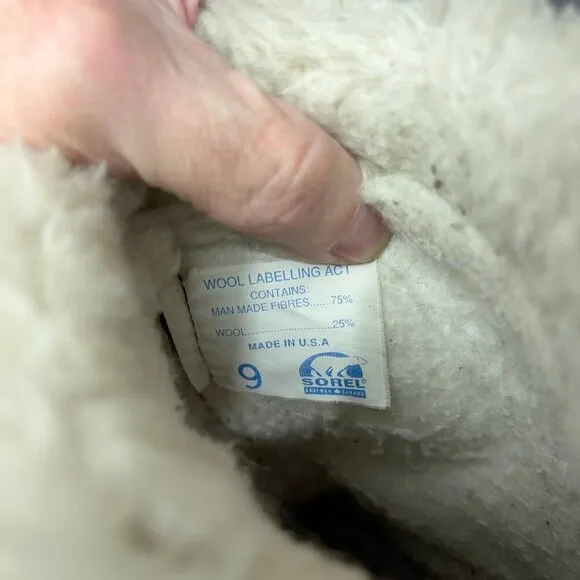 WOOL LABELLING ACT
CONTAINS:
MAN MADE FIBRES.......75%
WOOL..........................25%
MADE IN U.S.A
9
SOREL